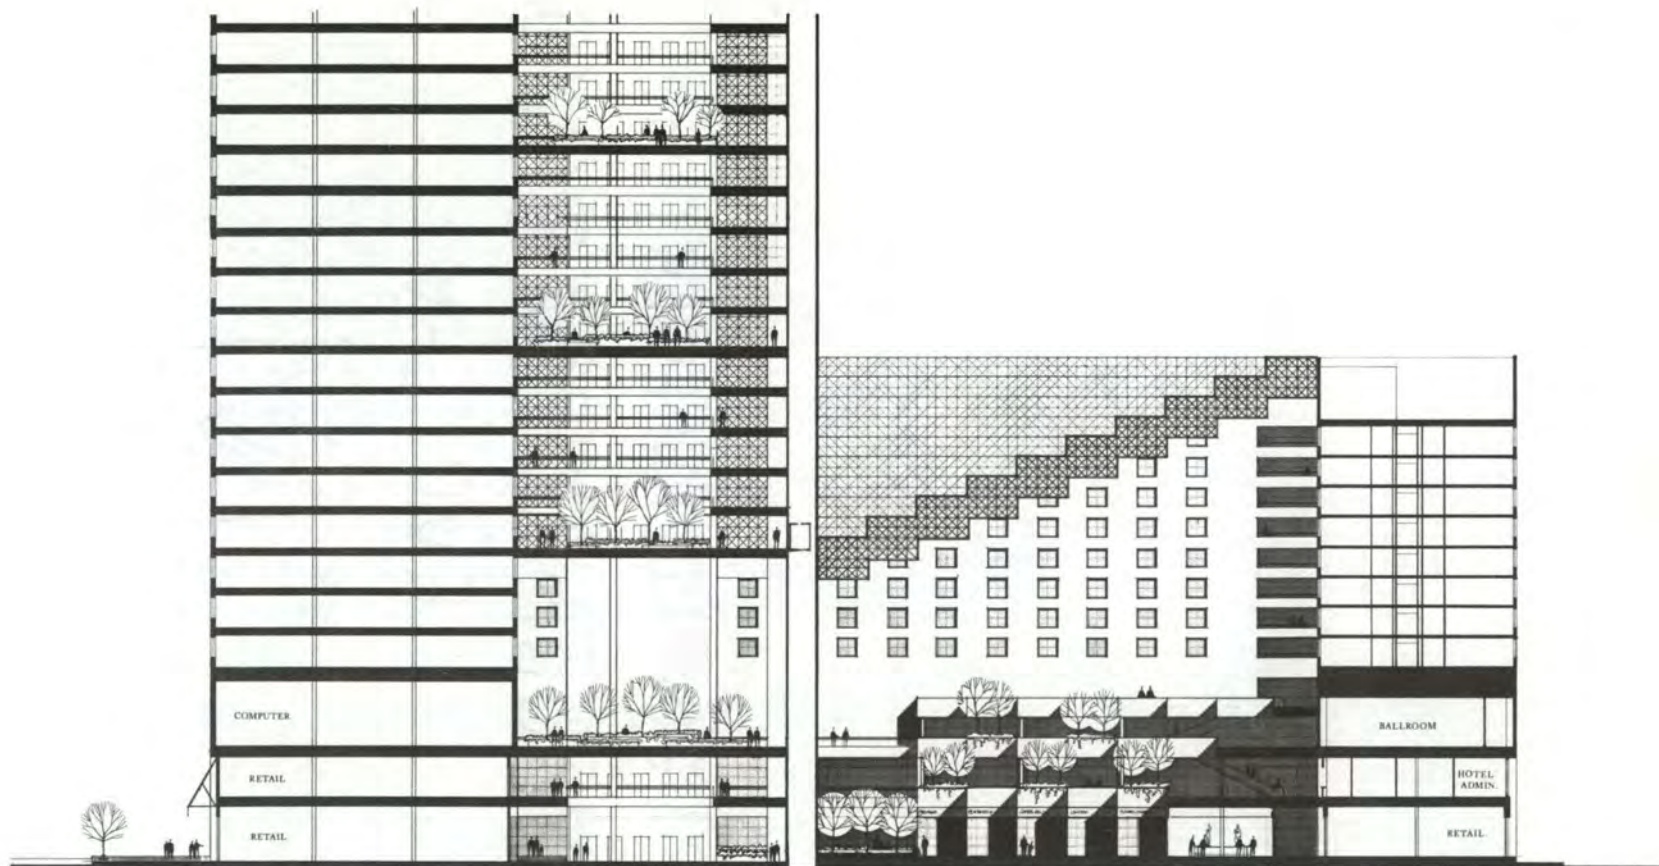 COMPUTER
RETAIL
RETAIL
BALLROOM
HOTEL
ADMIN.
RETAIL